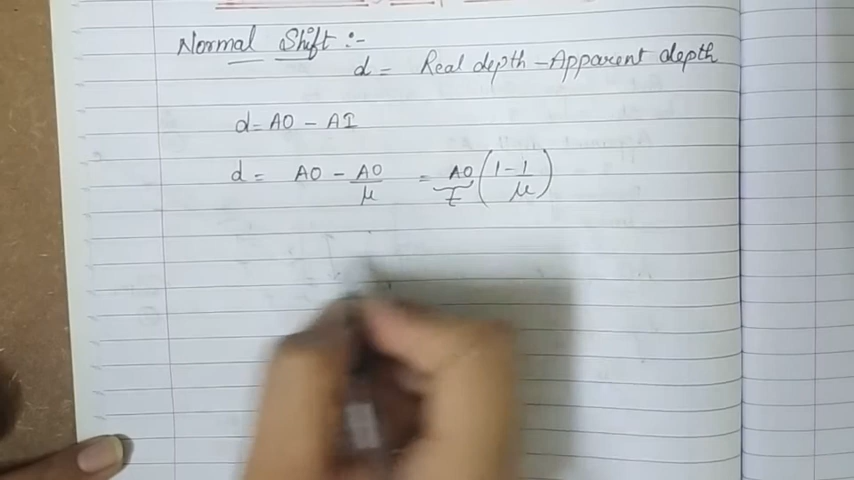 Normal Shift :-
d = Real depth - Apparent depth
d = AO - AI
d = AO - AO/μ = AO/t (1 - 1/μ)